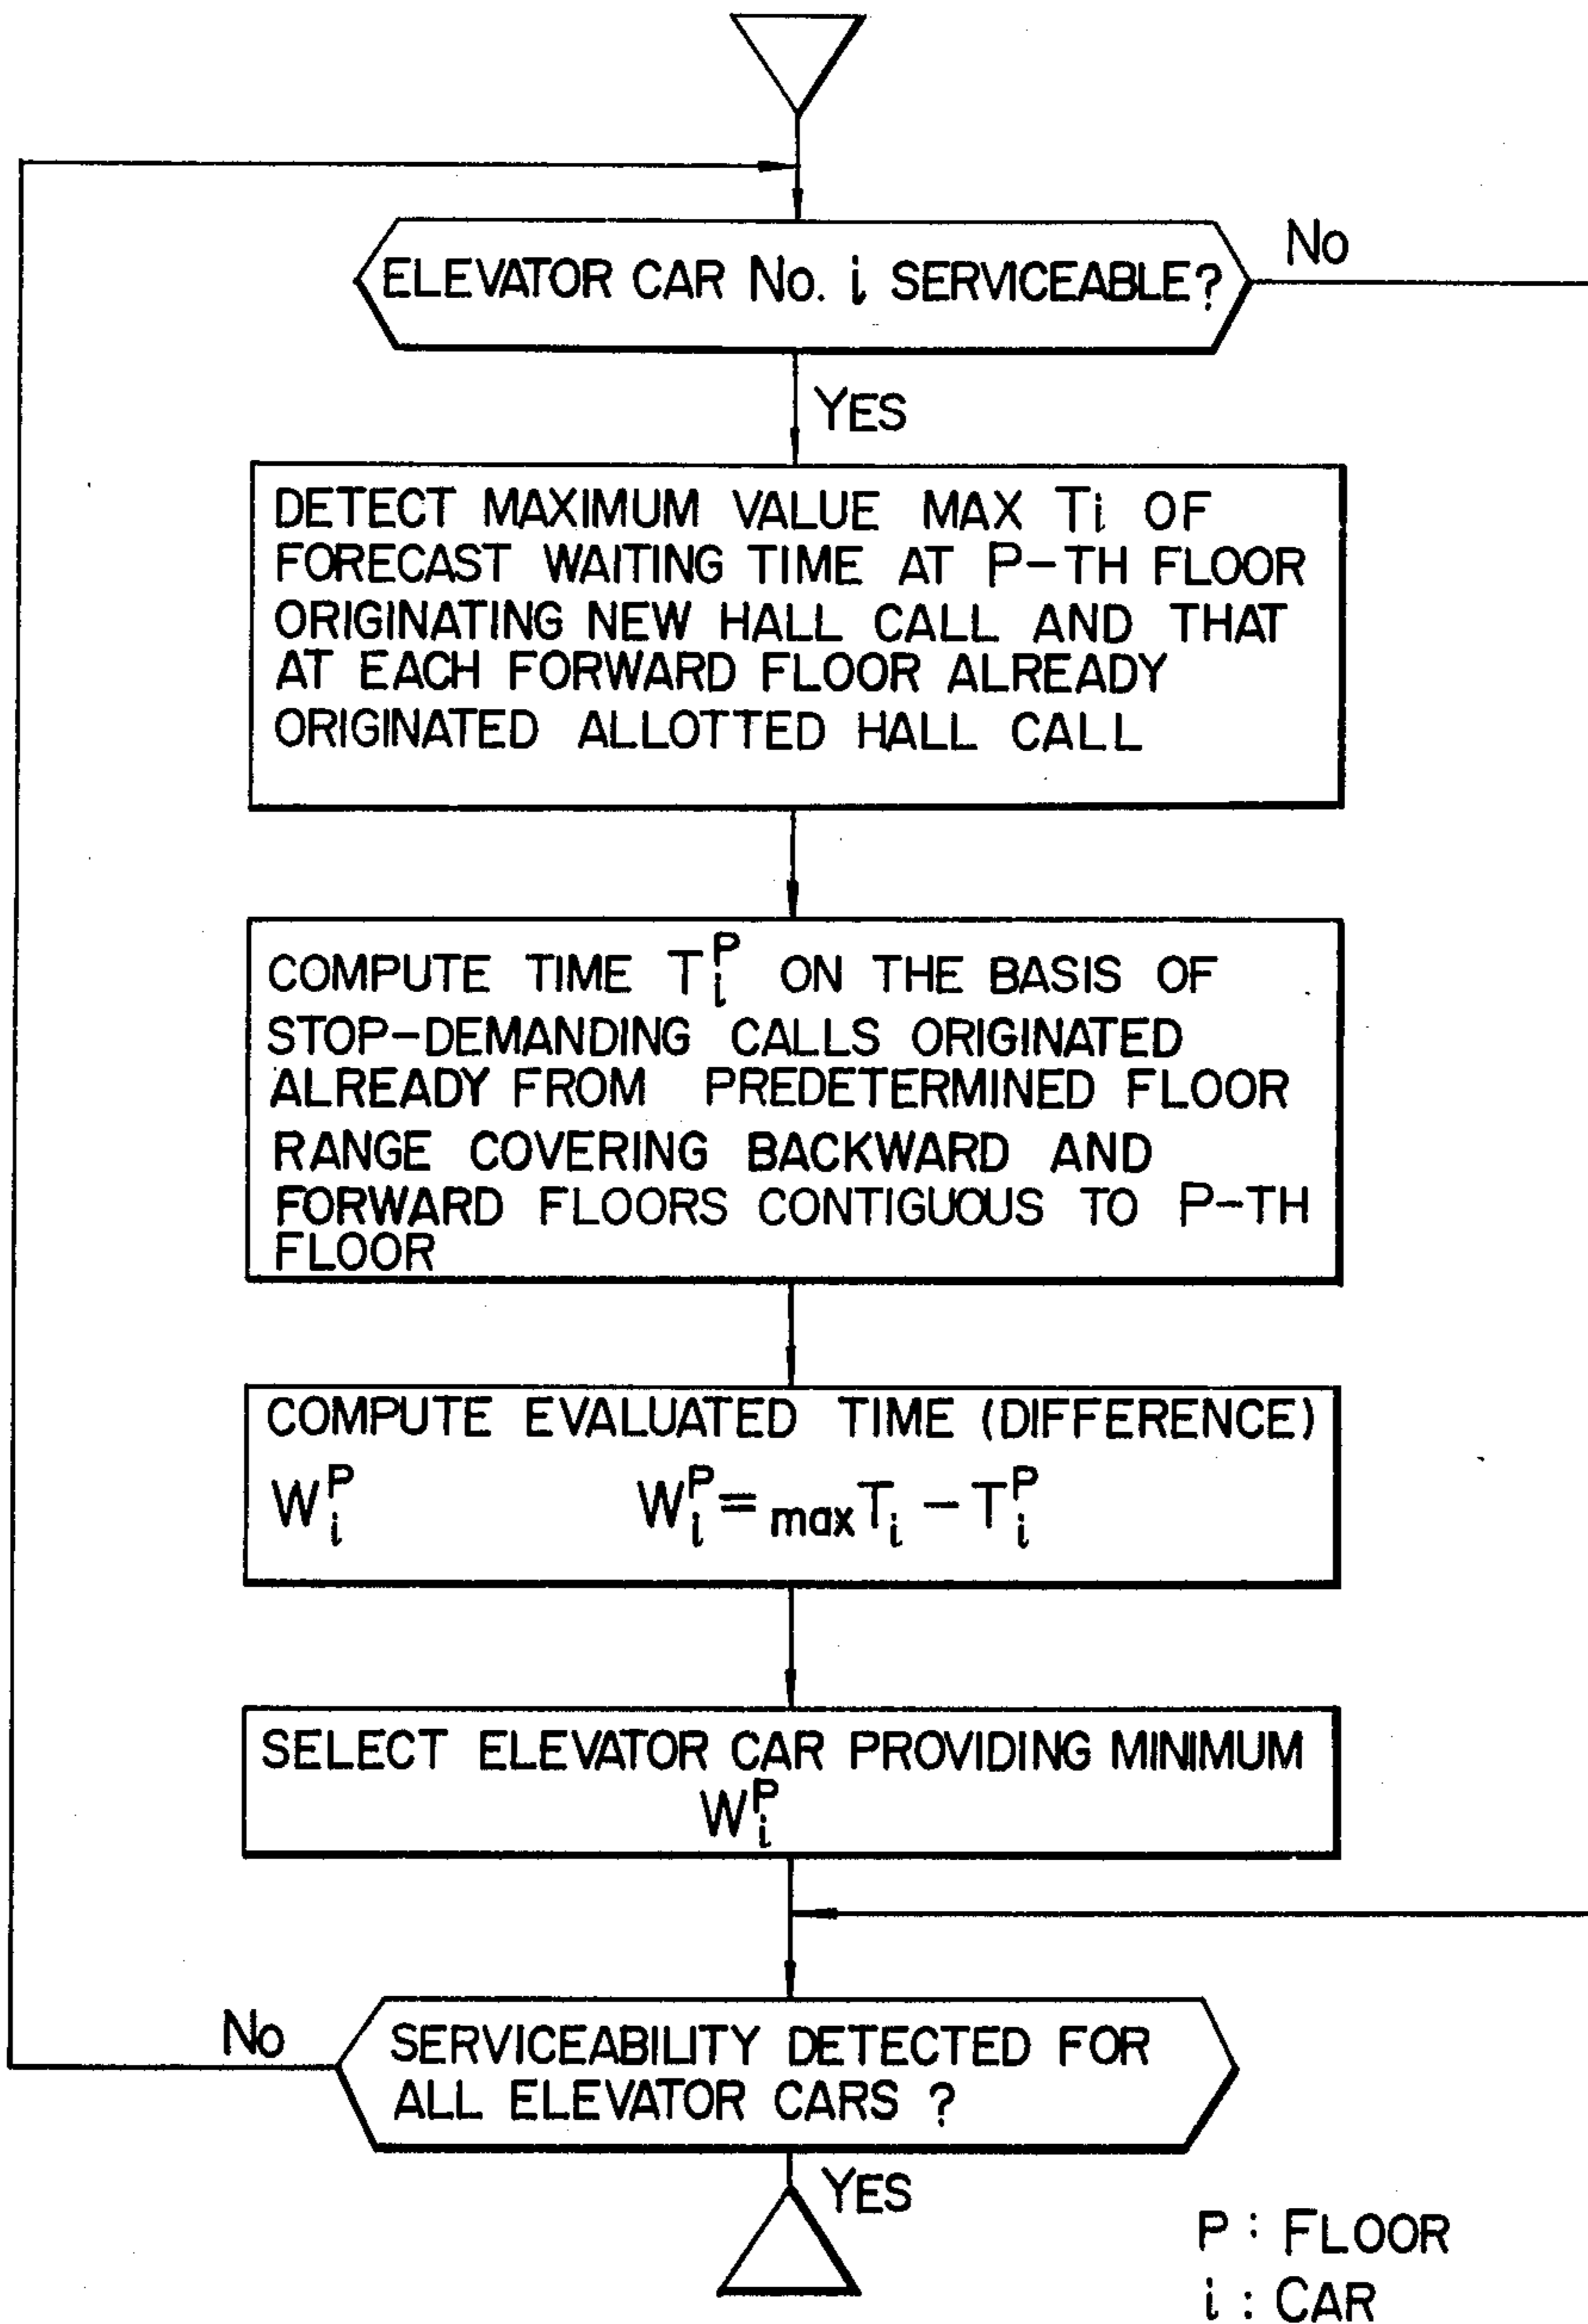 ELEVATOR CAR No. i SERVICEABLE?
No
YES
DETECT MAXIMUM VALUE MAX Ti OF
FORECAST WAITING TIME AT P-TH FLOOR
ORIGINATING NEW HALL CALL AND THAT
AT EACH FORWARD FLOOR ALREADY
ORIGINATED ALLOTTED HALL CALL
COMPUTE TIME T_i^P ON THE BASIS OF
STOP-DEMANDING CALLS ORIGINATED
ALREADY FROM PREDETERMINED FLOOR
RANGE COVERING BACKWARD AND
FORWARD FLOORS CONTIGUOUS TO P-TH
FLOOR
COMPUTE EVALUATED TIME (DIFFERENCE)
W_i^P W_i^P = max T_i - T_i^P
SELECT ELEVATOR CAR PROVIDING MINIMUM
W_i^P
No
SERVICEABILITY DETECTED FOR
ALL ELEVATOR CARS ?
YES
P : FLOOR
i : CAR